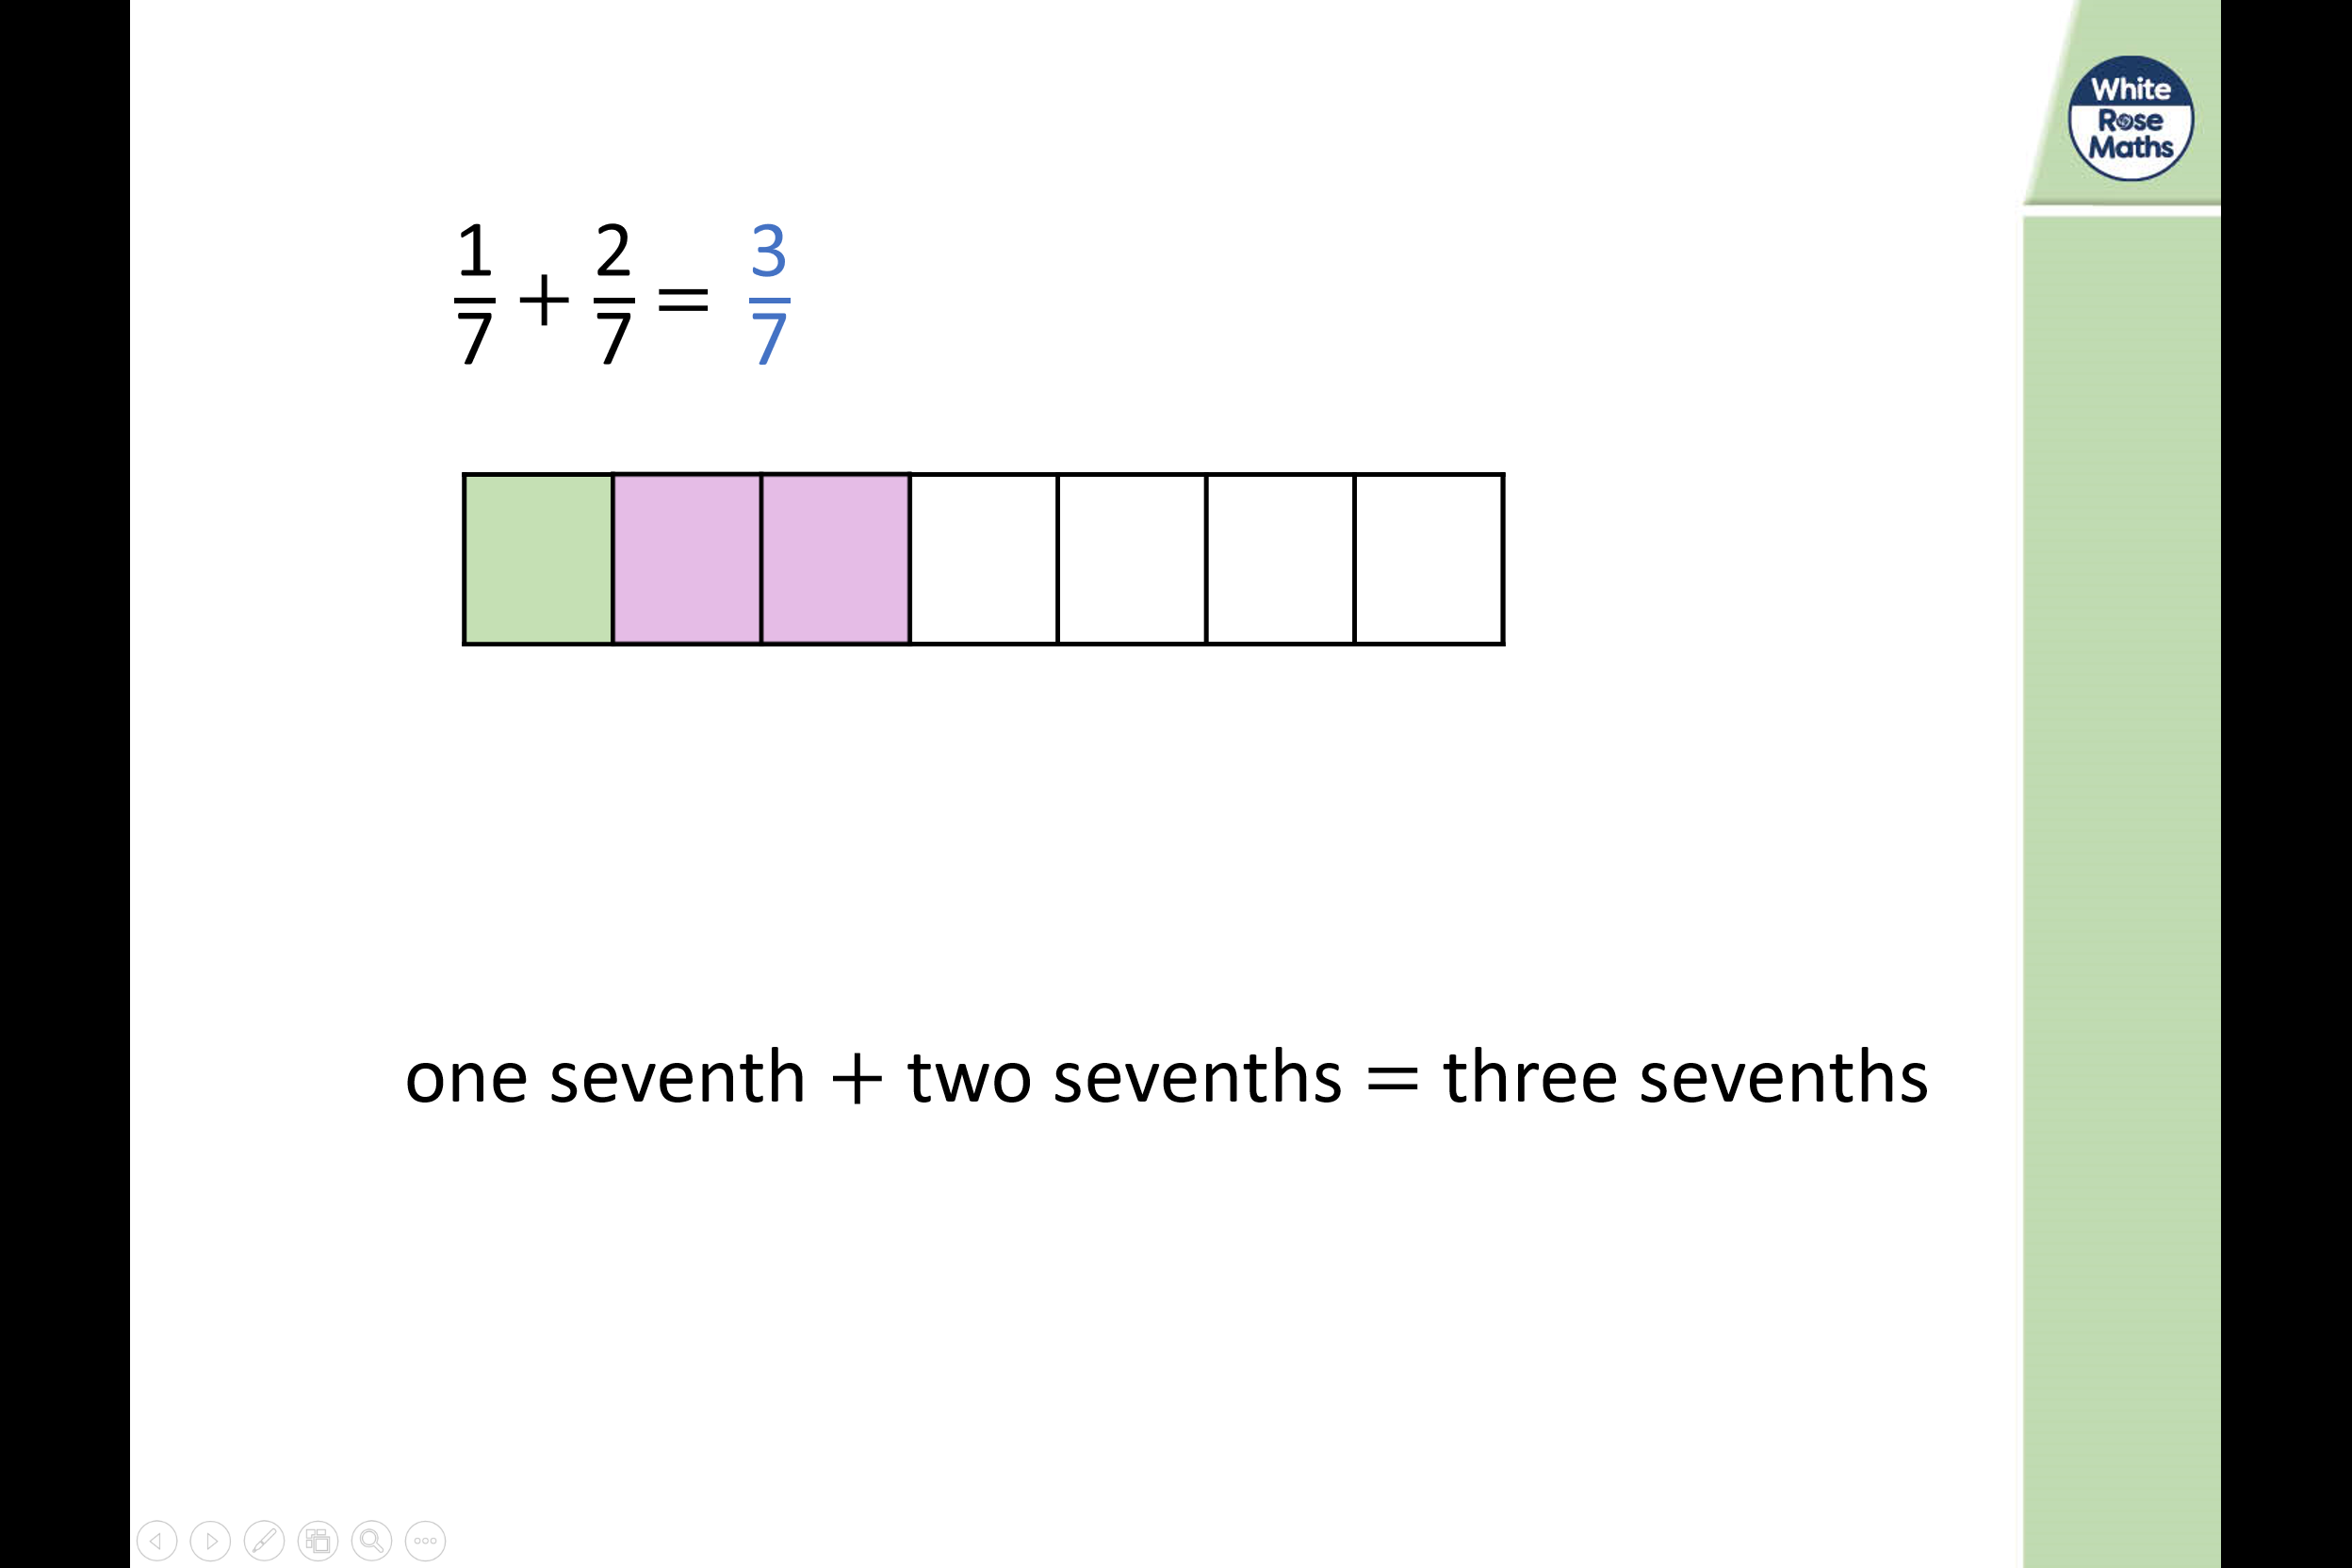 White
Rose
Maths
1/7 + 2/7 = 3/7
one seventh + two sevenths = three sevenths